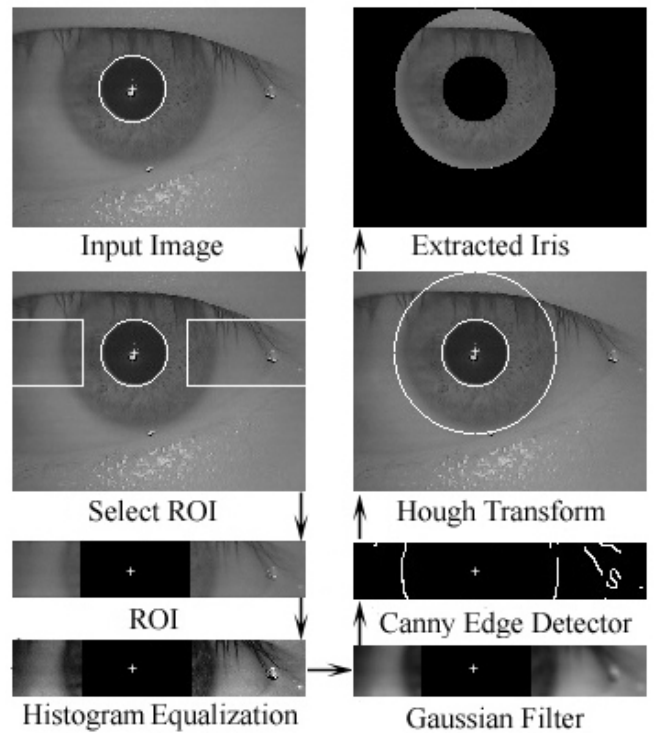 Input Image
Extracted Iris
Select ROI
Hough Transform
ROI
Canny Edge Detector
Histogram Equalization
Gaussian Filter